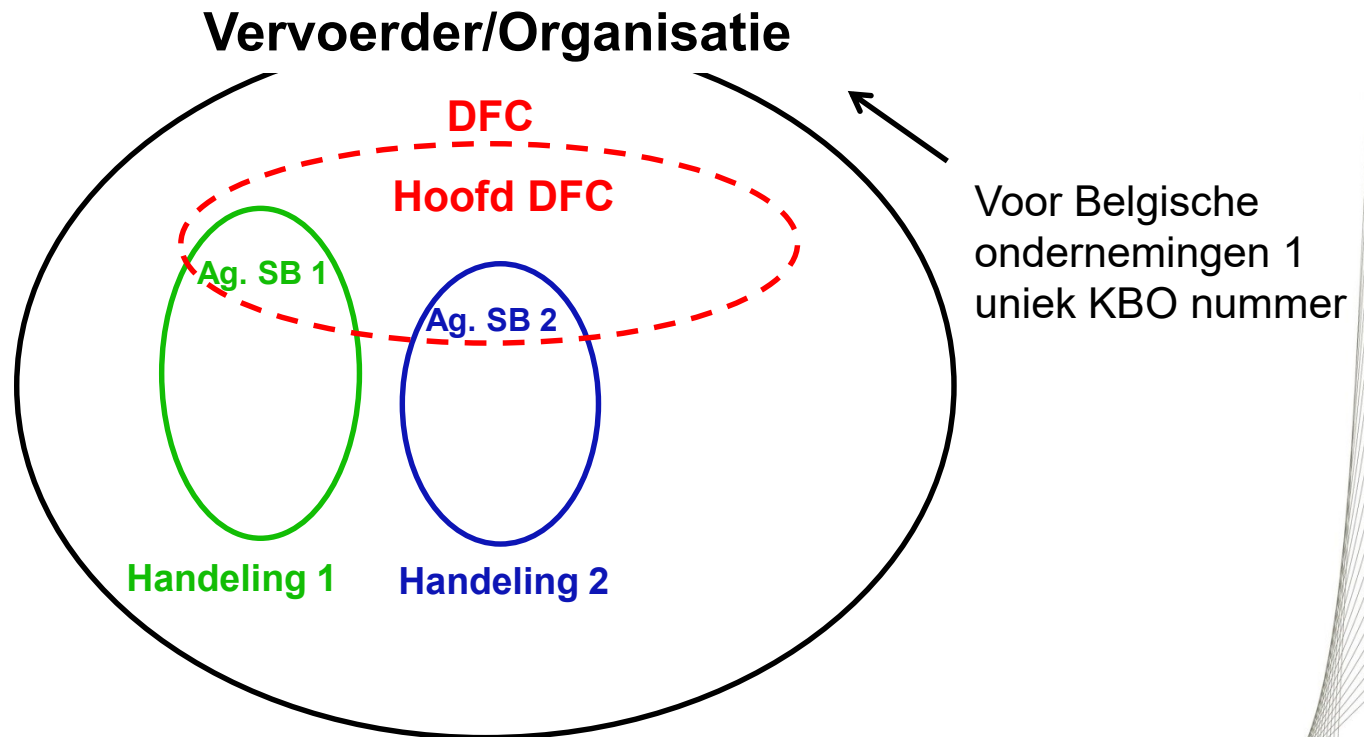 Vervoerder/Organisatie
DFC
Hoofd DFC
Ag. SB 1
Ag. SB 2
Handeling 1
Handeling 2
Voor Belgische
ondernemingen 1
uniek KBO nummer